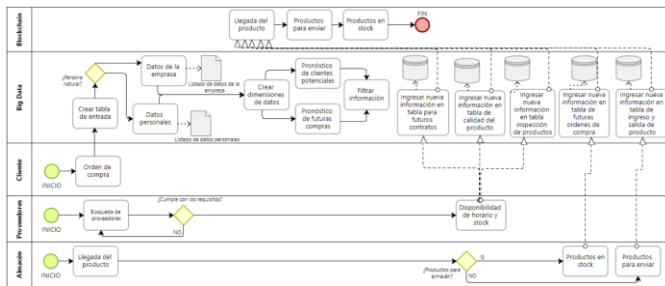 Blockchain
Llegada del
producto
Productos
para enviar
Productos en
stock
FIN
Big Data
¿Persona
natural?
Crear tabla
de entrada
Datos de la
empresa
Listado de datos de la
empresa
Datos
personales
Listado de datos personales
Crear
dimensiones
de datos
Pronóstico
de clientes
potenciales
Pronóstico
de futuras
compras
Filtrar
información
Ingresar nueva
información en
tabla para
futuros
contratos
Ingresar nueva
información en
tabla de
calidad del
producto
Ingresar nueva
información
en tabla
inspección
de productos
Ingresar nueva
información
en tabla de
futuras
ordenes de
compra
Ingresar nueva
información
en tabla de
ingreso y
salida de
producto
Cliente
INICIO
Orden de
compra
Proveedores
INICIO
Búsqueda de
proveedores
¿Cumple con los requisitos?
NO
Disponibilidad
de horario y
stock
Almacén
INICIO
Llegada del
producto
¿Productos para
almacén?
SI
NO
Productos en
stock
Productos
para enviar